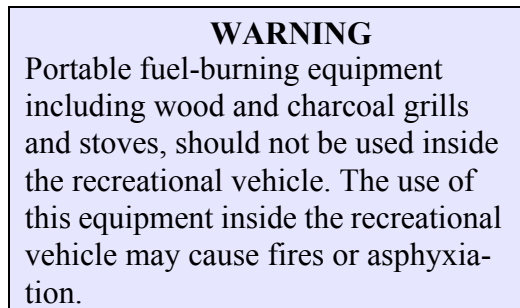 WARNING
Portable fuel-burning equipment
including wood and charcoal grills
and stoves, should not be used inside
the recreational vehicle. The use of
this equipment inside the recreational
vehicle may cause fires or asphyxia-
tion.